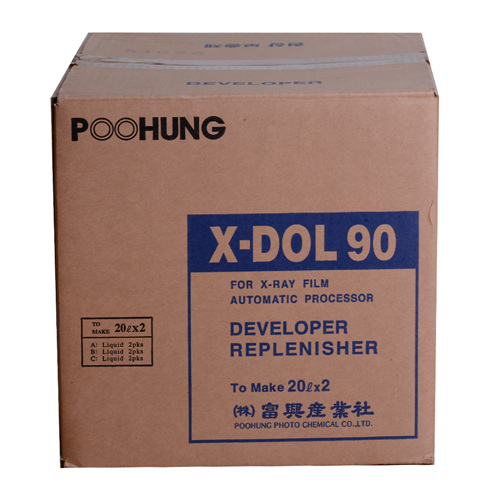 DEVELOPER
POOHUNG
X-DOL 90
FOR X-RAY FILM
AUTOMATIC PROCESSOR
DEVELOPER
REPLENISHER
To Make 20ℓx2
(株) 富興産業社
POOHUNG PHOTO CHEMICAL CO.,LTD.
TO
MAKE 20ℓx2
A: Liquid 2pks
B: Liquid 2pks
C: Liquid 2pks